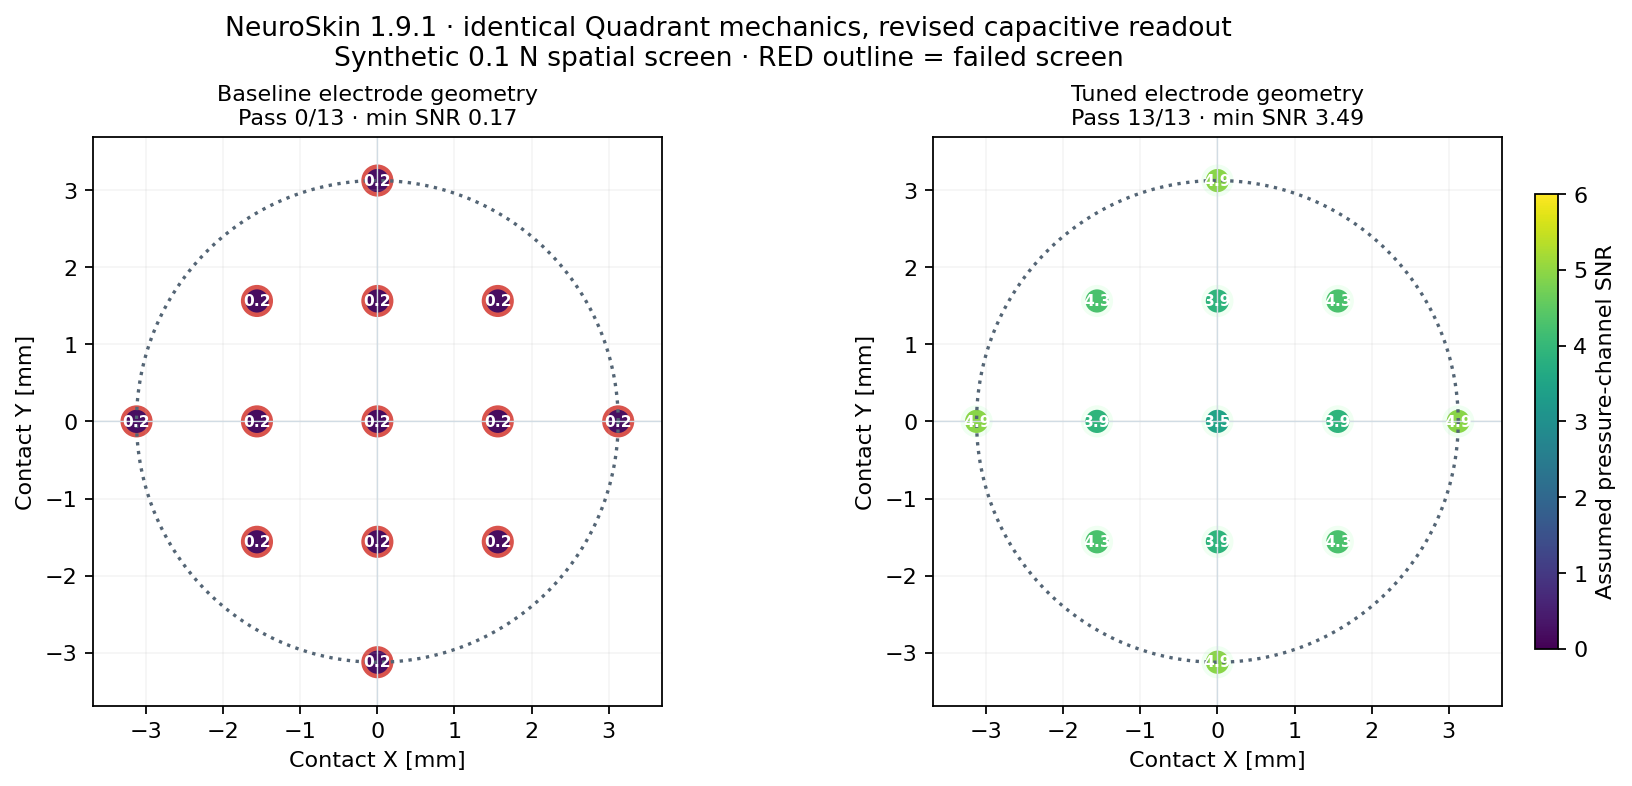 NeuroSkin 1.9.1 · identical Quadrant mechanics, revised capacitive readout
Synthetic 0.1 N spatial screen · RED outline = failed screen
Baseline electrode geometry
Pass 0/13 · min SNR 0.17
3
2
1
0
−1
−2
−3
Contact Y [mm]
0.2
0.2 0.2 0.2
0.2 0.2 0.2 0.2 0.2
0.2 0.2 0.2
0.2
−3 −2 −1 0 1 2 3
Contact X [mm]
Tuned electrode geometry
Pass 13/13 · min SNR 3.49
3
2
1
0
−1
−2
−3
Contact Y [mm]
4.9
4.3 3.9 4.3
4.9 3.9 3.5 3.9 4.9
4.3 3.9 4.3
4.9
−3 −2 −1 0 1 2 3
Contact X [mm]
6
5
4
3
2
1
0
Assumed pressure-channel SNR